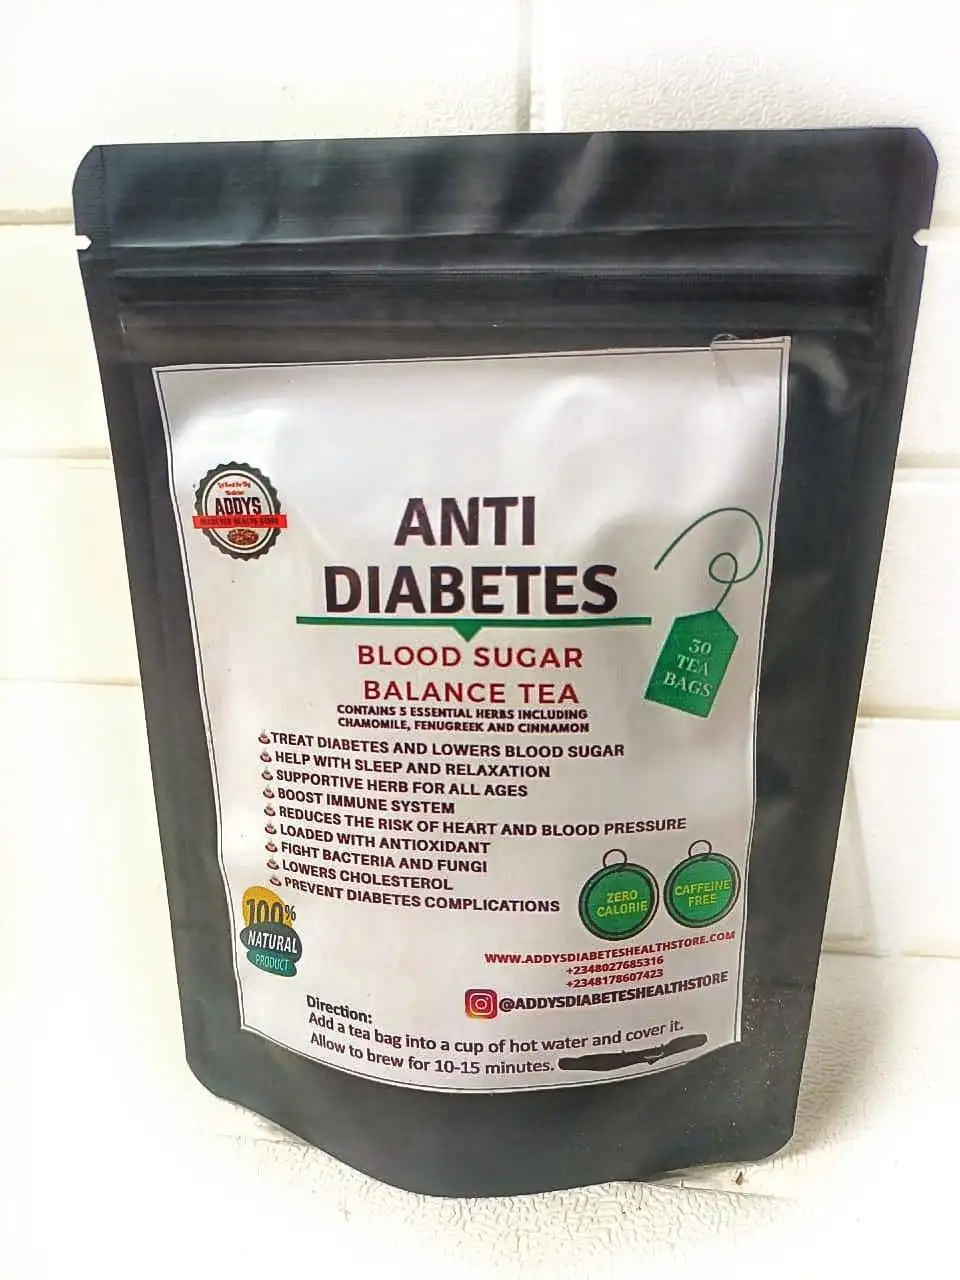 ADDYS
ANTI
DIABETES
30
TEA
BAGS
BLOOD SUGAR
BALANCE TEA
CONTAINS 5 ESSENTIAL HERBS INCLUDING
CHAMOMILE, FENUGREEK AND CINNAMON
TREAT DIABETES AND LOWERS BLOOD SUGAR
HELP WITH SLEEP AND RELAXATION
SUPPORTIVE HERB FOR ALL AGES
BOOST IMMUNE SYSTEM
REDUCES THE RISK OF HEART AND BLOOD PRESSURE
LOADED WITH ANTIOXIDANT
FIGHT BACTERIA AND FUNGI
LOWERS CHOLESTEROL
PREVENT DIABETES COMPLICATIONS
ZERO
CALORIE
CAFFEINE
FREE
100%
NATURAL
PRODUCT
WWW.ADDYSDIABETESHEALTHSTORE.COM
+2348027685316
+2348178607423
@ADDYSDIABETESHEALTHSTORE
Direction:
Add a tea bag into a cup of hot water and cover it.
Allow to brew for 10-15 minutes.